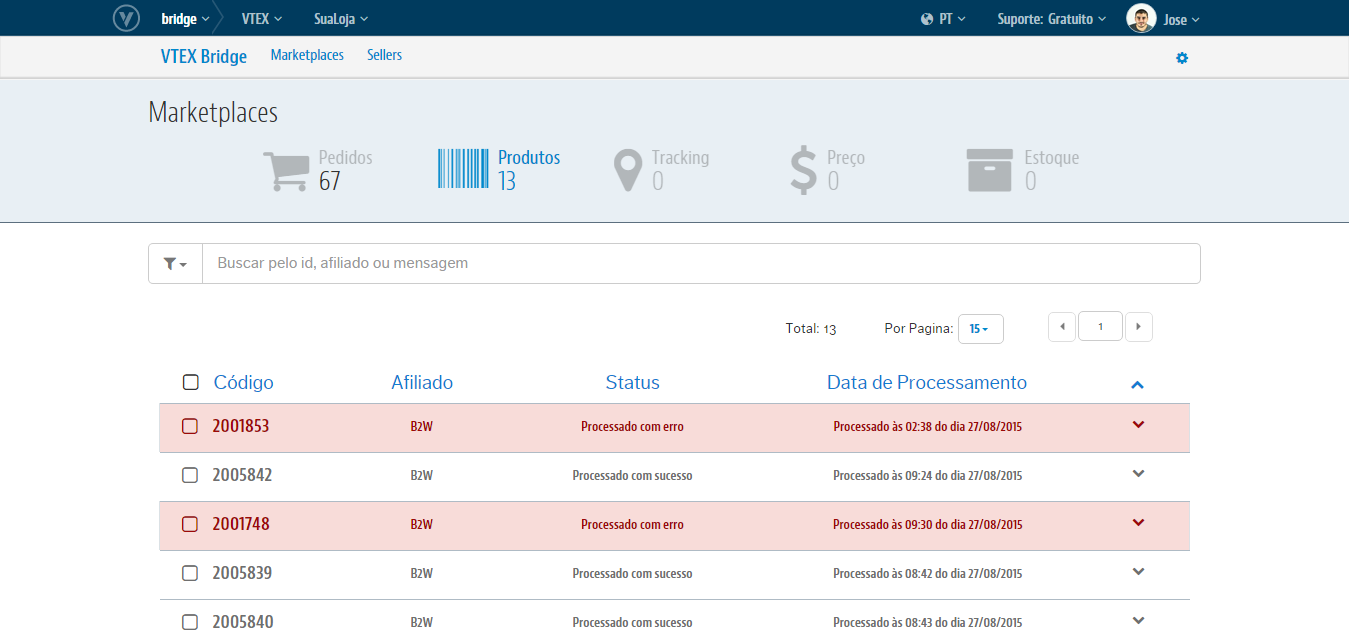 bridge VTEX SuaLoja PT Suporte: Gratuito Jose
VTEX Bridge Marketplaces Sellers
Marketplaces
Pedidos Produtos Tracking Preço Estoque
67 13 0 0 0
Buscar pelo id, afiliado ou mensagem
Total: 13 Por Pagina: 15 1
Código Afiliado Status Data de Processamento
2001853 B2W Processado com erro Processado às 02:38 do dia 27/08/2015
2005842 B2W Processado com sucesso Processado às 09:24 do dia 27/08/2015
2001748 B2W Processado com erro Processado às 09:30 do dia 27/08/2015
2005839 B2W Processado com sucesso Processado às 08:42 do dia 27/08/2015
2005840 B2W Processado com sucesso Processado às 08:43 do dia 27/08/2015